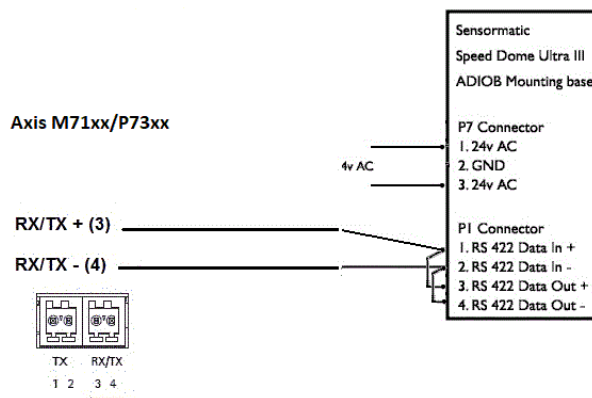 Sensormatic
Speed Dome Ultra III
ADIOB Mounting base
Axis M71xx/P73xx
P7 Connector
1. 24v AC
4v AC
2. GND
3. 24v AC
RX/TX + (3)
P1 Connector
1. RS 422 Data In +
RX/TX - (4)
2. RS 422 Data In -
3. RS 422 Data Out +
4. RS 422 Data Out -
TX RX/TX
1 2 3 4